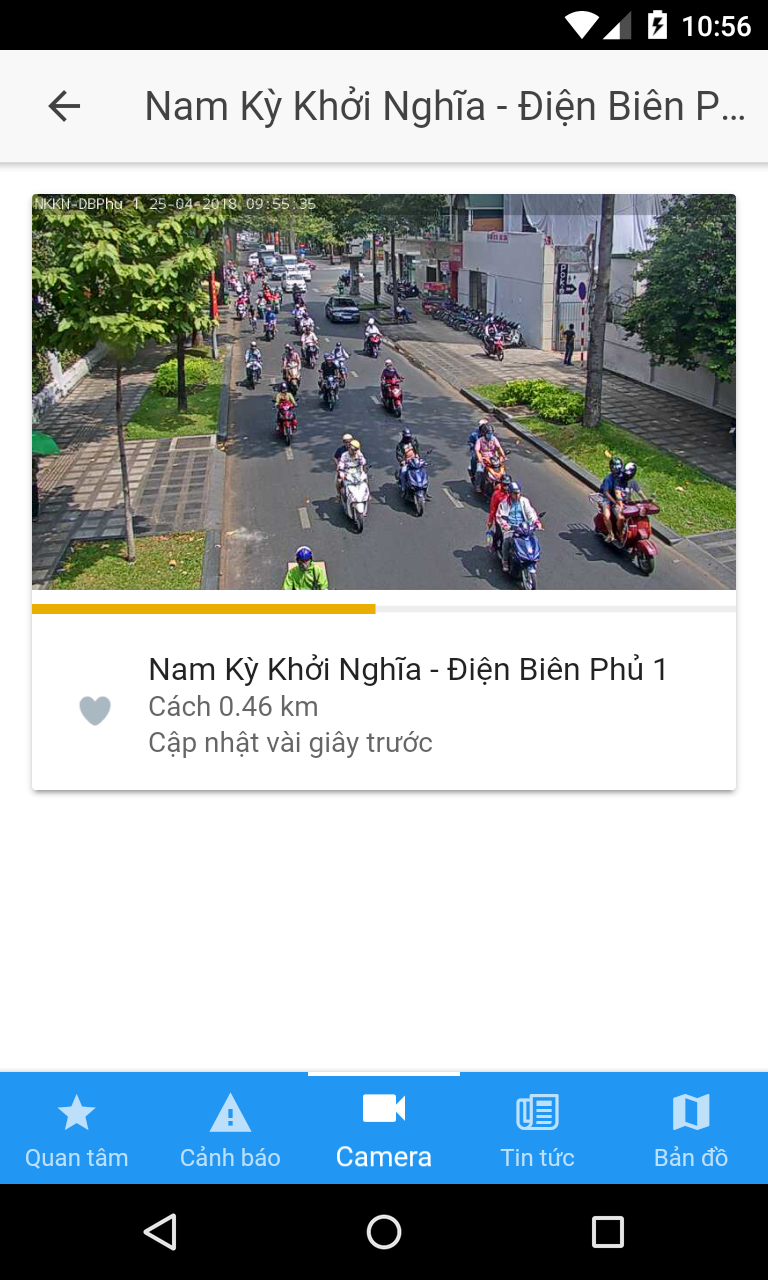 10:56
Nam Kỳ Khởi Nghĩa - Điện Biên P...
NKKN-DBPhu 1 25-04-2018 09:55:35
Nam Kỳ Khởi Nghĩa - Điện Biên Phủ 1
Cách 0.46 km
Cập nhật vài giây trước
Quan tâm
Cảnh báo
Camera
Tin tức
Bản đồ